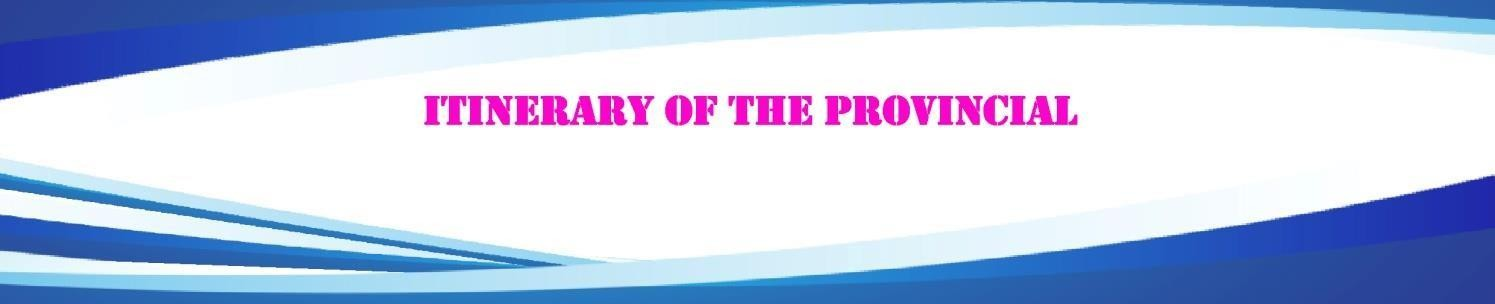 ITINERARY OF THE PROVINCIAL